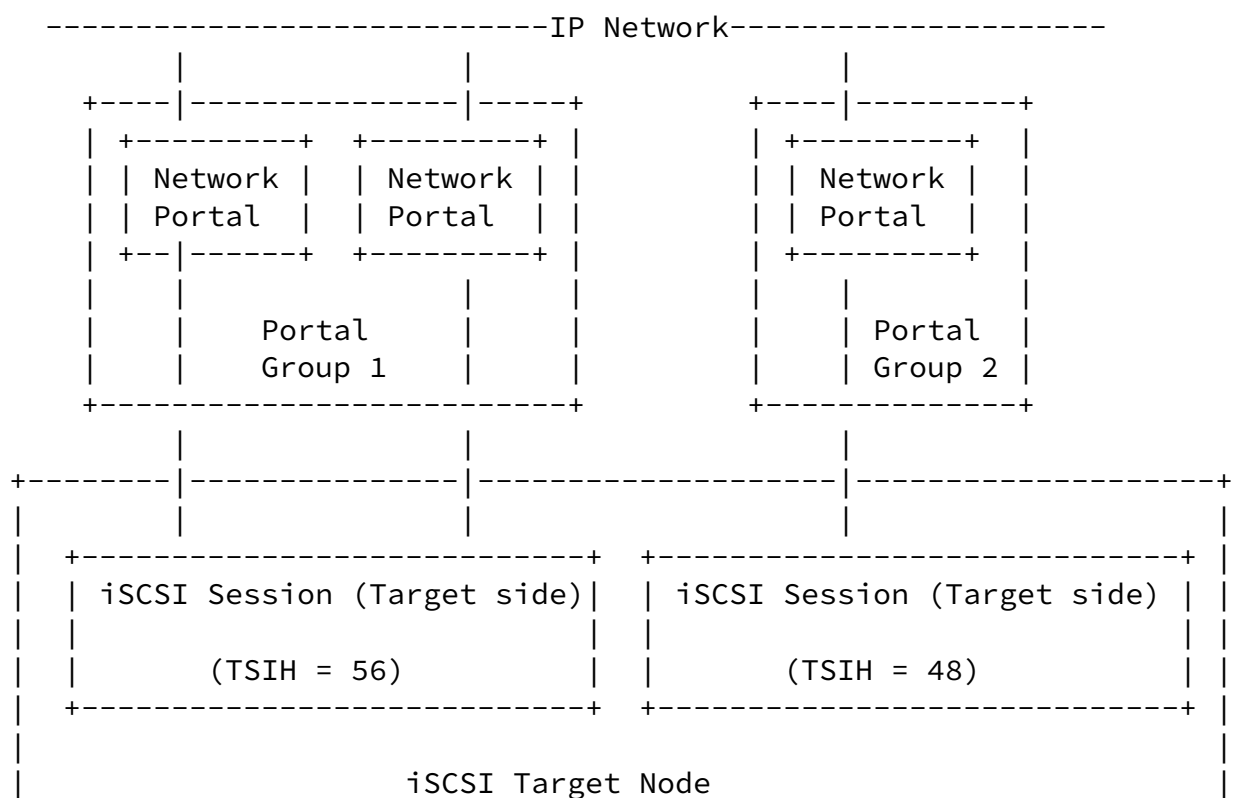 IP Network
Network Network Network
Portal Portal Portal
Portal Portal
Group 1 Group 2
iSCSI Session (Target side) iSCSI Session (Target side)
(TSIH = 56) (TSIH = 48)
iSCSI Target Node